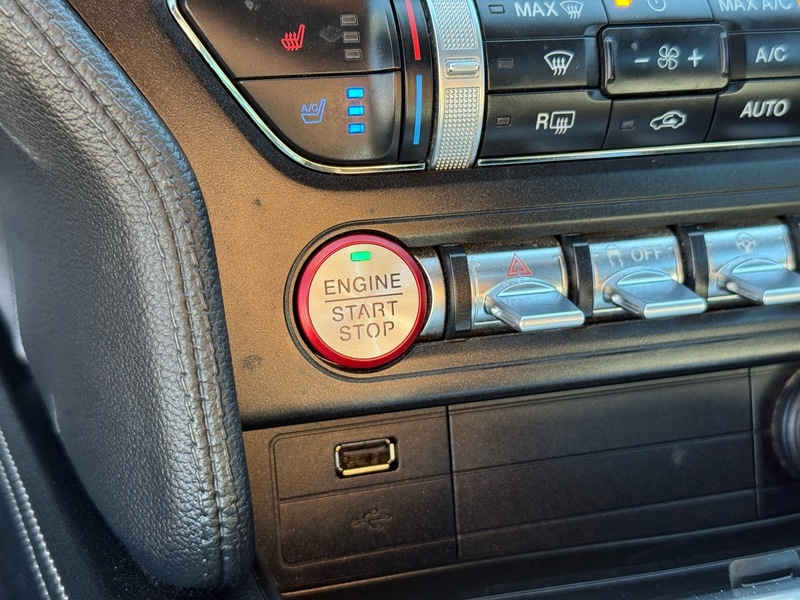 MAX
MAX A/C
A/C
A/C
R
AUTO
ENGINE
START
STOP
OFF